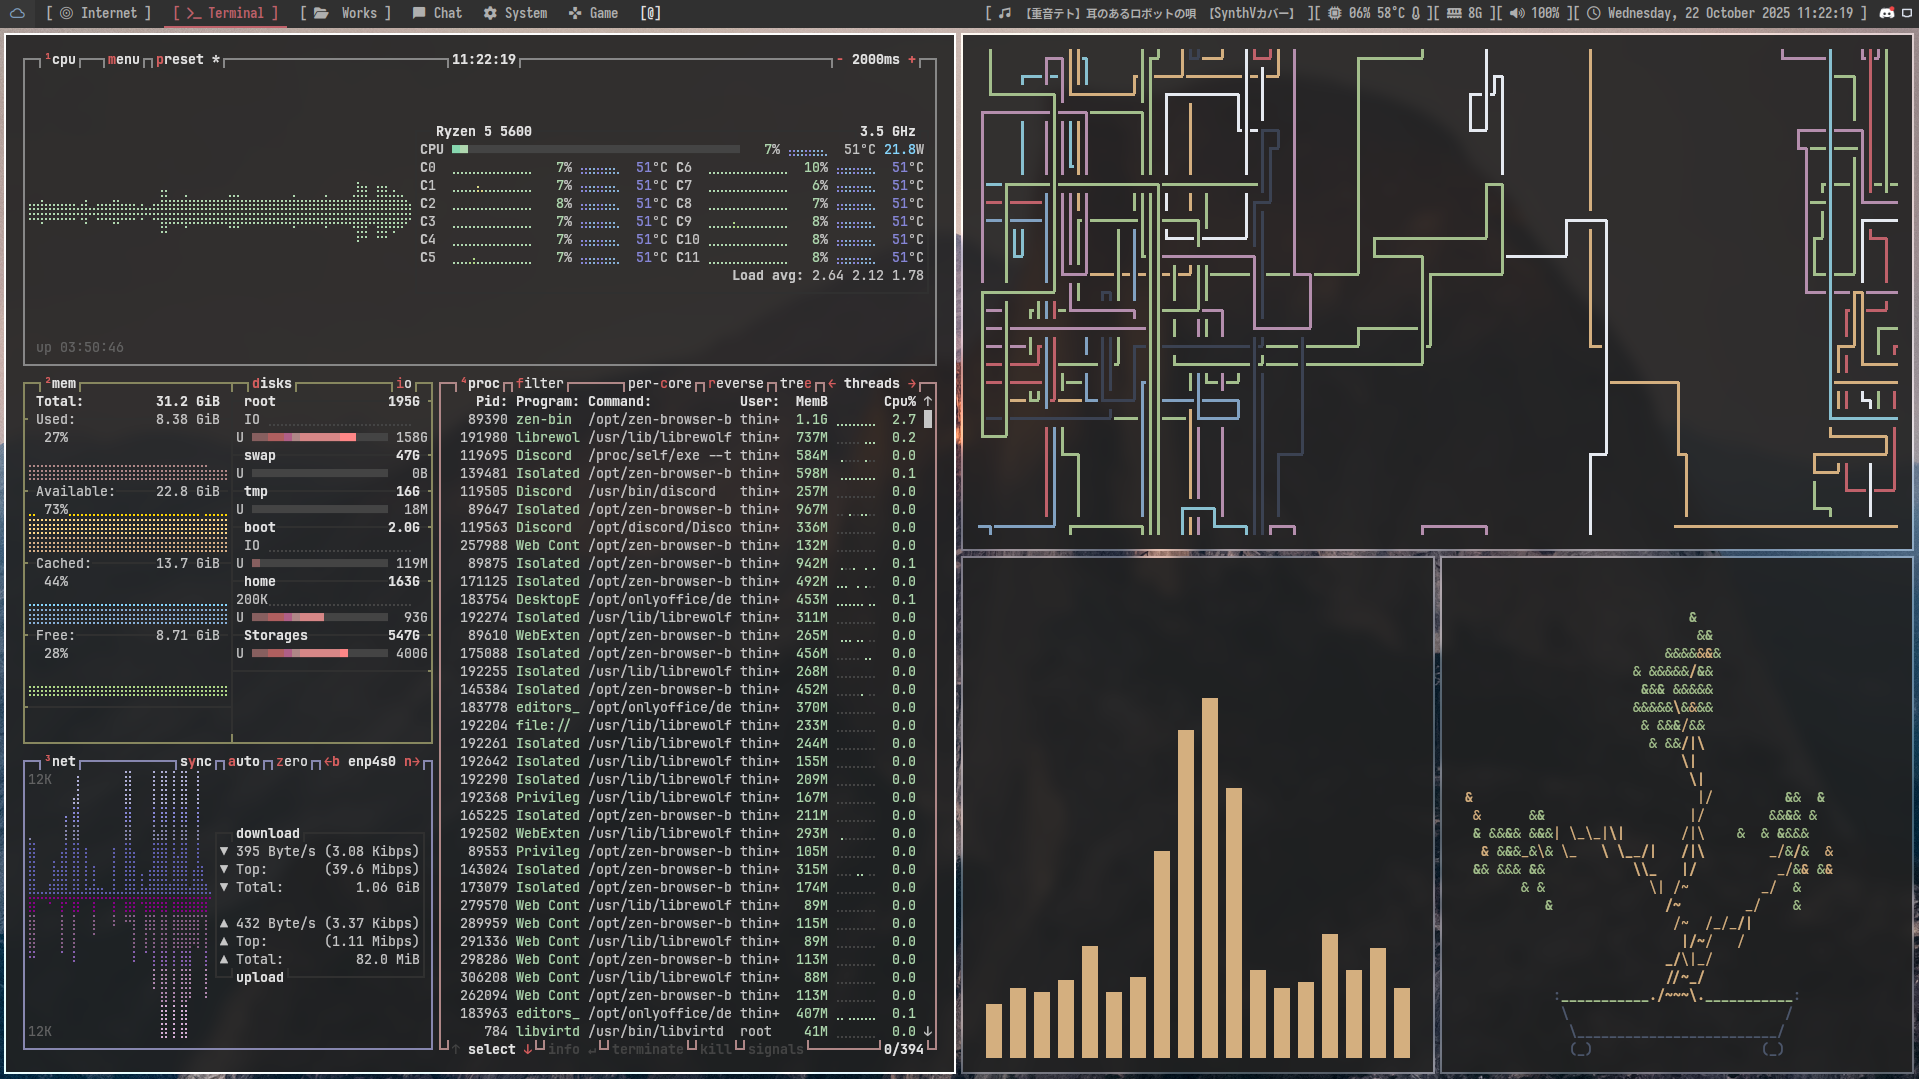 [ Internet ] [ >_ Terminal ] [ Works ] Chat System Game [@]
[ 【重音テト】耳のあるロボットの唄 【SynthVカバー】 ][ 06% 58°C ][ 8G ][ 100% ][ Wednesday, 22 October 2025 11:22:19 ]
¹cpu menu preset * 11:22:19 - 2000ms +
Ryzen 5 5600 3.5 GHz
CPU 7% 51°C 21.8W
C0 7% 51°C C6 10% 51°C
C1 7% 51°C C7 6% 51°C
C2 8% 51°C C8 7% 51°C
C3 7% 51°C C9 8% 51°C
C4 7% 51°C C10 8% 51°C
C5 7% 51°C C11 8% 51°C
Load avg: 2.64 2.12 1.78
up 03:50:46
²mem disks io
Total: 31.2 GiB
Used: 8.38 GiB
27%
Available: 22.8 GiB
73%
Cached: 13.7 GiB
44%
Free: 8.71 GiB
28%
root 195G
IO
U 158G
swap 47G
U 0B
tmp 16G
U 18M
boot 2.0G
IO
U 119M
home 163G
200K
U 93G
Storages 547G
U 400G
³net sync auto zero ←b enp4s0 n→
12K
download
▼ 395 Byte/s (3.08 Kibps)
▼ Top: (39.6 Mibps)
▼ Total: 1.06 GiB
▲ 432 Byte/s (3.37 Kibps)
▲ Top: (1.11 Mibps)
▲ Total: 82.0 MiB
upload
12K
⁴proc filter per-core reverse tree ← threads →
Pid: Program: Command: User: MemB Cpu% ↑
89390 zen-bin /opt/zen-browser-b thin+ 1.1G 2.7
191980 librewol /usr/lib/librewolf thin+ 737M 0.2
119695 Discord /proc/self/exe --t thin+ 584M 0.0
139481 Isolated /opt/zen-browser-b thin+ 598M 0.1
119505 Discord /usr/bin/discord thin+ 257M 0.0
89647 Isolated /opt/zen-browser-b thin+ 967M 0.0
119563 Discord /opt/discord/Disco thin+ 336M 0.0
257988 Web Cont /opt/zen-browser-b thin+ 132M 0.0
89875 Isolated /opt/zen-browser-b thin+ 942M 0.1
171125 Isolated /opt/zen-browser-b thin+ 492M 0.0
183754 DesktopE /opt/onlyoffice/de thin+ 453M 0.1
192274 Isolated /usr/lib/librewolf thin+ 311M 0.0
89610 WebExten /opt/zen-browser-b thin+ 265M 0.0
175088 Isolated /opt/zen-browser-b thin+ 456M 0.0
192255 Isolated /usr/lib/librewolf thin+ 268M 0.0
145384 Isolated /opt/zen-browser-b thin+ 452M 0.0
183778 editors_ /opt/onlyoffice/de thin+ 370M 0.0
192204 file:// /usr/lib/librewolf thin+ 233M 0.0
192261 Isolated /usr/lib/librewolf thin+ 244M 0.0
192642 Isolated /usr/lib/librewolf thin+ 155M 0.0
192290 Isolated /usr/lib/librewolf thin+ 209M 0.0
192368 Privileg /usr/lib/librewolf thin+ 167M 0.0
165225 Isolated /opt/zen-browser-b thin+ 211M 0.0
192502 WebExten /usr/lib/librewolf thin+ 293M 0.0
89553 Privileg /opt/zen-browser-b thin+ 105M 0.0
143024 Isolated /opt/zen-browser-b thin+ 315M 0.0
173079 Isolated /opt/zen-browser-b thin+ 174M 0.0
279570 Web Cont /usr/lib/librewolf thin+ 89M 0.0
289959 Web Cont /opt/zen-browser-b thin+ 115M 0.0
291336 Web Cont /usr/lib/librewolf thin+ 89M 0.0
298286 Web Cont /opt/zen-browser-b thin+ 113M 0.0
306208 Web Cont /usr/lib/librewolf thin+ 88M 0.0
262094 Web Cont /opt/zen-browser-b thin+ 113M 0.0
183963 editors_ /opt/onlyoffice/de thin+ 407M 0.1
784 libvirtd /usr/bin/libvirtd root 41M 0.0 ↓
↑ select ↓ info ↵ terminate kill signals 0/394